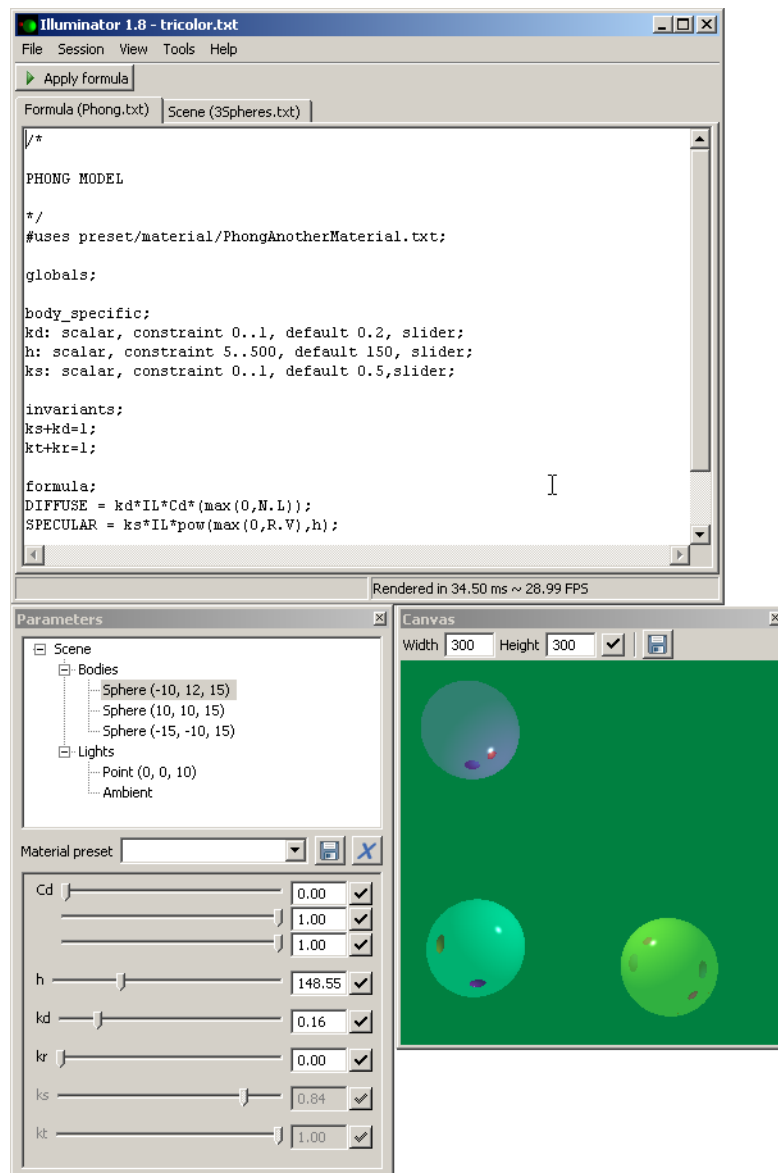 Illuminator 1.8 - tricolor.txt
File Session View Tools Help
Apply formula
Formula (Phong.txt) Scene (3Spheres.txt)
/*
PHONG MODEL
*/
#uses preset/material/PhongAnotherMaterial.txt;
globals;
body_specific;
kd: scalar, constraint 0..1, default 0.2, slider;
h: scalar, constraint 5..500, default 150, slider;
ks: scalar, constraint 0..1, default 0.5,slider;
invariants;
ks+kd=1;
kt+kr=1;
formula;
DIFFUSE = kd*IL*Cd*(max(0,N.L));
SPECULAR = ks*IL*pow(max(0,R.V),h);
Rendered in 34.50 ms ~ 28.99 FPS
Parameters
Scene
Bodies
Sphere (-10, 12, 15)
Sphere (10, 10, 15)
Sphere (-15, -10, 15)
Lights
Point (0, 0, 10)
Ambient
Material preset
Cd 0.00
1.00
1.00
h 148.55
kd 0.16
kr 0.00
ks 0.84
kt 1.00
Canvas
Width 300 Height 300